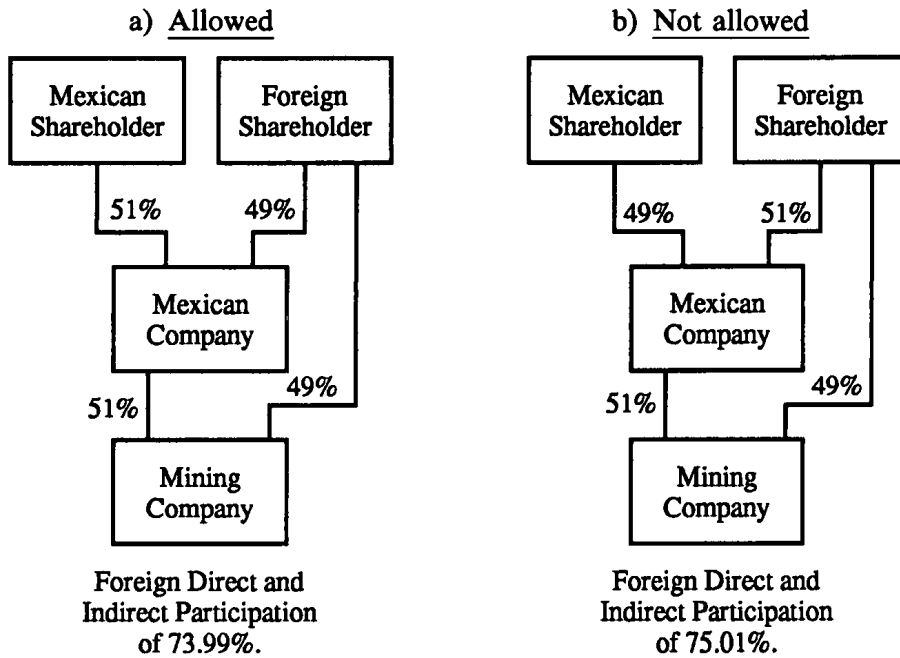 a) Allowed
Mexican
Shareholder
Foreign
Shareholder
51%
49%
Mexican
Company
51%
49%
Mining
Company
Foreign Direct and
Indirect Participation
of 73.99%.
b) Not allowed
Mexican
Shareholder
Foreign
Shareholder
49%
51%
Mexican
Company
51%
49%
Mining
Company
Foreign Direct and
Indirect Participation
of 75.01%.